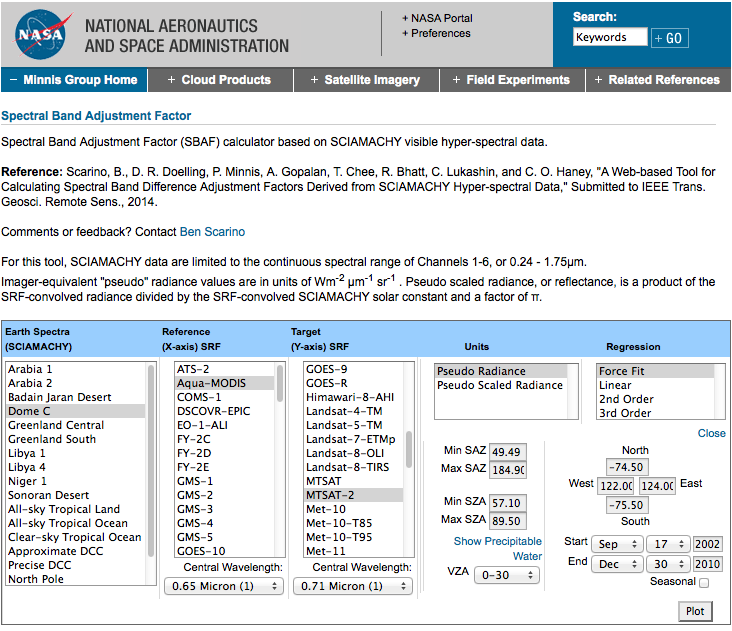 NASA
NATIONAL AERONAUTICS
AND SPACE ADMINISTRATION
+ NASA Portal
+ Preferences
Search:
Keywords
+ GO
− Minnis Group Home
+ Cloud Products
+ Satellite Imagery
+ Field Experiments
+ Related References
Spectral Band Adjustment Factor
Spectral Band Adjustment Factor (SBAF) calculator based on SCIAMACHY visible hyper-spectral data.
Reference: Scarino, B., D. R. Doelling, P. Minnis, A. Gopalan, T. Chee, R. Bhatt, C. Lukashin, and C. O. Haney, "A Web-based Tool for
Calculating Spectral Band Difference Adjustment Factors Derived from SCIAMACHY Hyper-spectral Data," Submitted to IEEE Trans.
Geosci. Remote Sens., 2014.
Comments or feedback? Contact Ben Scarino
For this tool, SCIAMACHY data are limited to the continuous spectral range of Channels 1-6, or 0.24 - 1.75µm.
Imager-equivalent "pseudo" radiance values are in units of Wm-2 µm-1 sr-1 . Pseudo scaled radiance, or reflectance, is a product of the
SRF-convolved radiance divided by the SRF-convolved SCIAMACHY solar constant and a factor of π.
Earth Spectra
(SCIAMACHY)
Arabia 1
Arabia 2
Badain Jaran Desert
Dome C
Greenland Central
Greenland South
Libya 1
Libya 4
Niger 1
Sonoran Desert
All-sky Tropical Land
All-sky Tropical Ocean
Clear-sky Tropical Ocean
Approximate DCC
Precise DCC
North Pole
Reference
(X-axis) SRF
ATS-2
Aqua-MODIS
COMS-1
DSCOVR-EPIC
EO-1-ALI
FY-2C
FY-2D
FY-2E
GMS-1
GMS-2
GMS-3
GMS-4
GMS-5
GOES-10
Central Wavelength:
0.65 Micron (1)
Target
(Y-axis) SRF
GOES-9
GOES-R
Himawari-8-AHI
Landsat-4-TM
Landsat-5-TM
Landsat-7-ETMp
Landsat-8-OLI
Landsat-8-TIRS
MTSAT
MTSAT-2
Met-10
Met-10-T85
Met-10-T95
Met-11
Central Wavelength:
0.71 Micron (1)
Units
Pseudo Radiance
Pseudo Scaled Radiance
Regression
Force Fit
Linear
2nd Order
3rd Order
Close
Min SAZ 49.49
Max SAZ 184.90
Min SZA 57.10
Max SZA 89.50
Show Precipitable
Water
VZA 0-30
North
-74.50
West 122.00 124.00 East
-75.50
South
Start Sep 17 2002
End Dec 30 2010
Seasonal
Plot